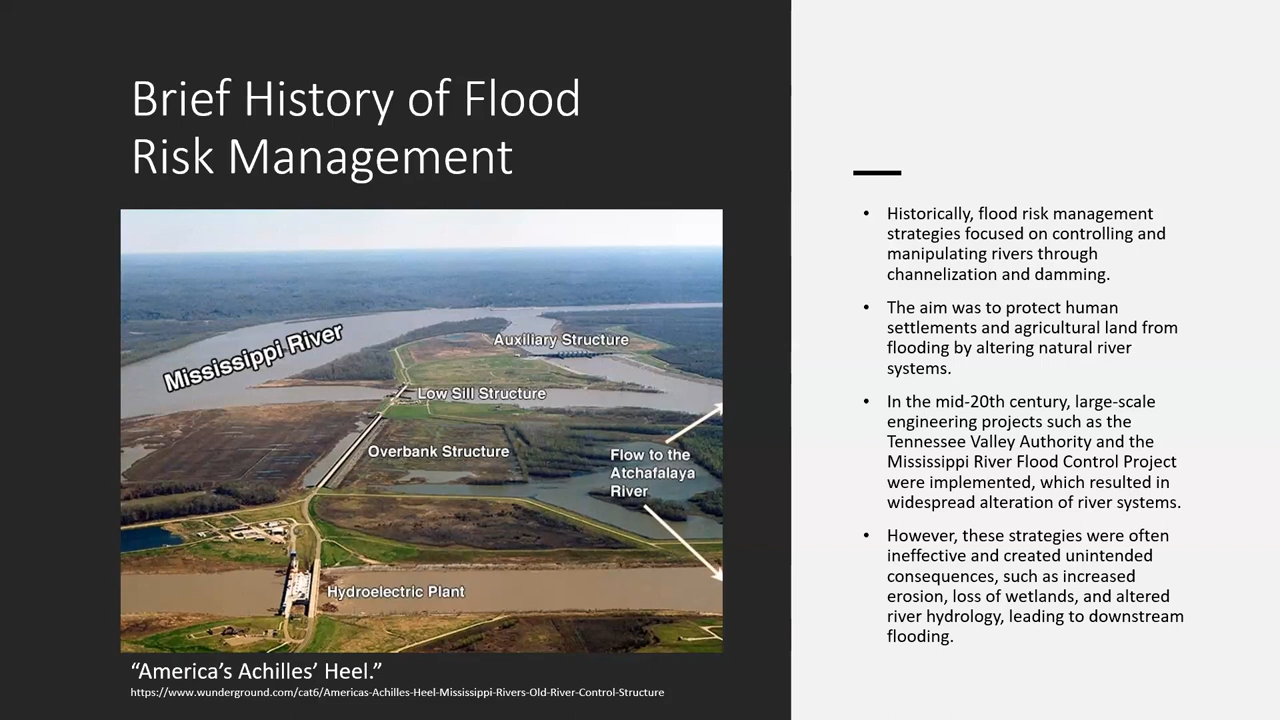 Brief History of Flood
Risk Management
Mississippi River
Auxiliary Structure
Low Sill Structure
Overbank Structure
Flow to the
Atchafalaya
River
Hydroelectric Plant
“America’s Achilles’ Heel.”
https://www.wunderground.com/cat6/Americas-Achilles-Heel-Mississippi-Rivers-Old-River-Control-Structure
• Historically, flood risk management
strategies focused on controlling and
manipulating rivers through
channelization and damming.
• The aim was to protect human
settlements and agricultural land from
flooding by altering natural river
systems.
• In the mid-20th century, large-scale
engineering projects such as the
Tennessee Valley Authority and the
Mississippi River Flood Control Project
were implemented, which resulted in
widespread alteration of river systems.
• However, these strategies were often
ineffective and created unintended
consequences, such as increased
erosion, loss of wetlands, and altered
river hydrology, leading to downstream
flooding.